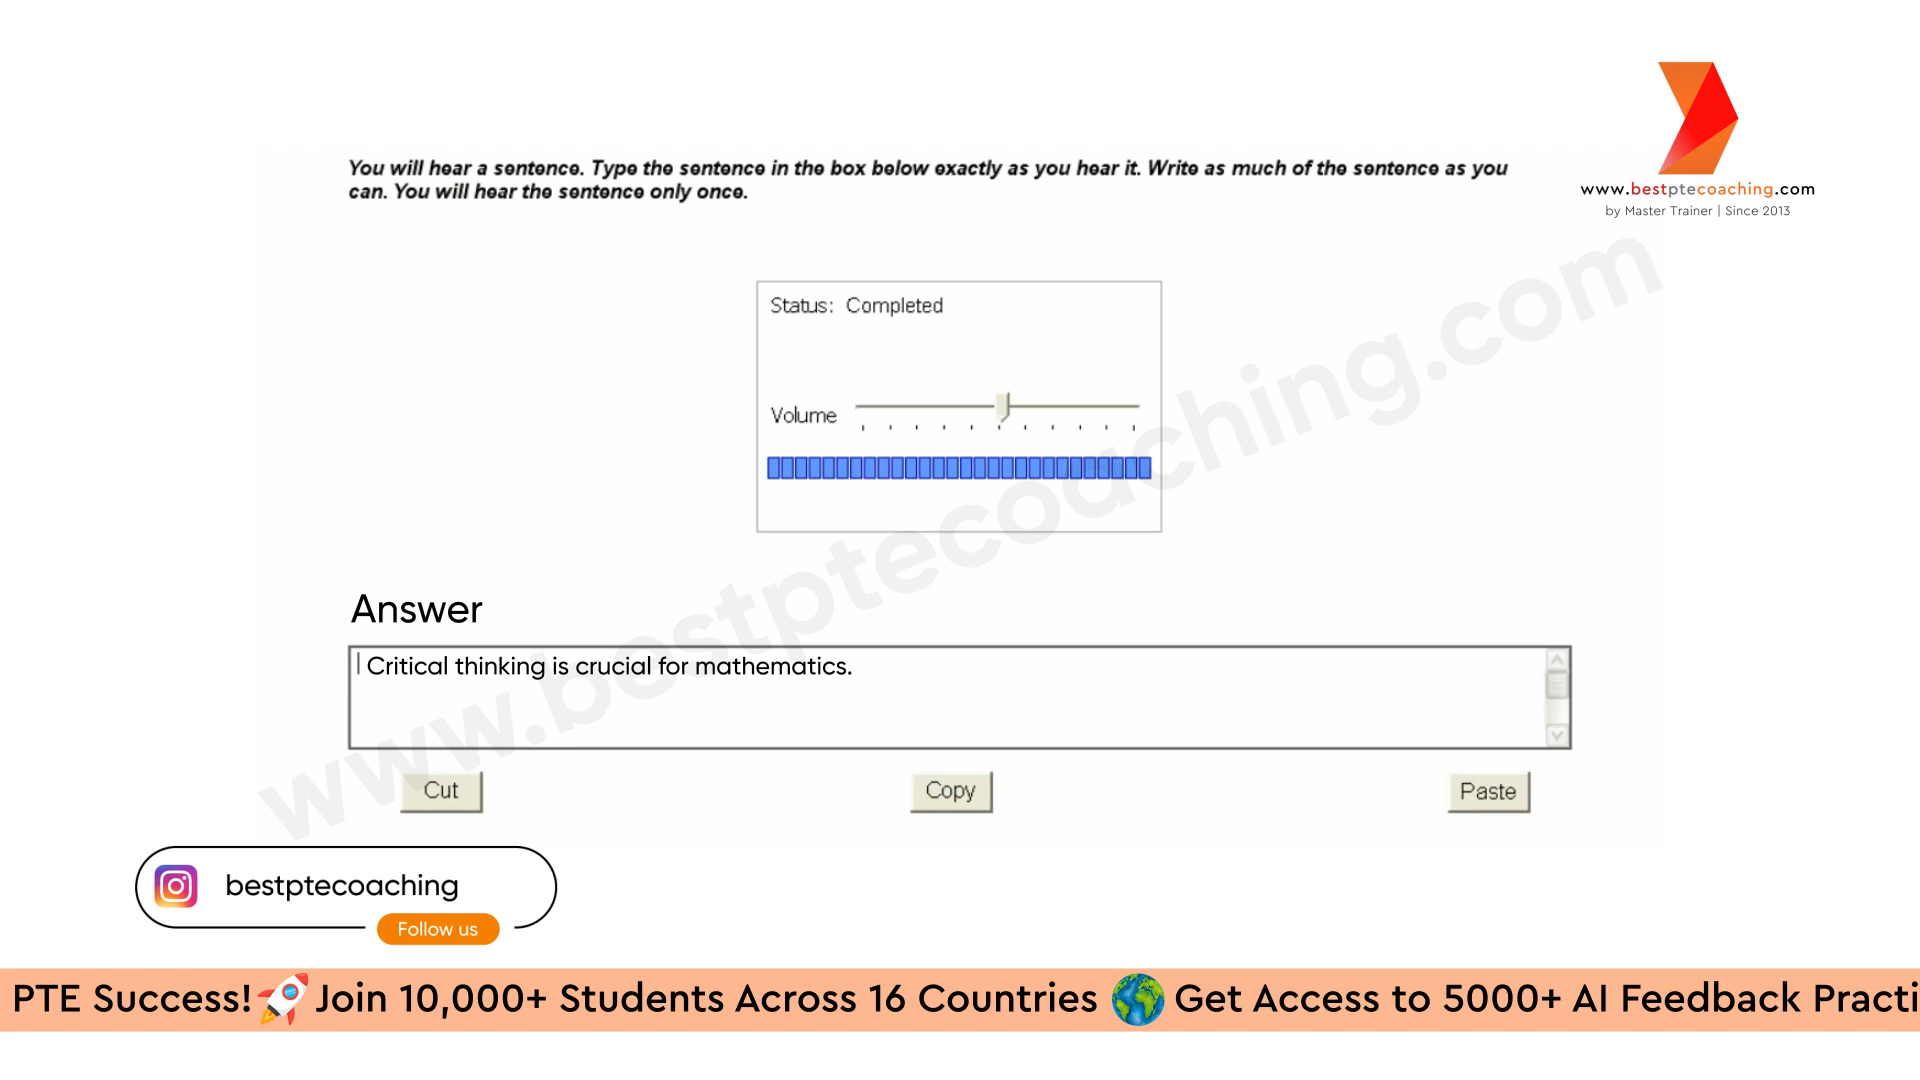 You will hear a sentence. Type the sentence in the box below exactly as you hear it. Write as much of the sentence as you
can. You will hear the sentence only once.
www.bestptecoaching.com
by Master Trainer | Since 2013
Status: Completed
Volume
www.bestptecoaching.com
Answer
Critical thinking is crucial for mathematics.
Cut
Copy
Paste
bestptecoaching
Follow us
PTE Success!🚀Join 10,000+ Students Across 16 Countries 🌍 Get Access to 5000+ AI Feedback Practi